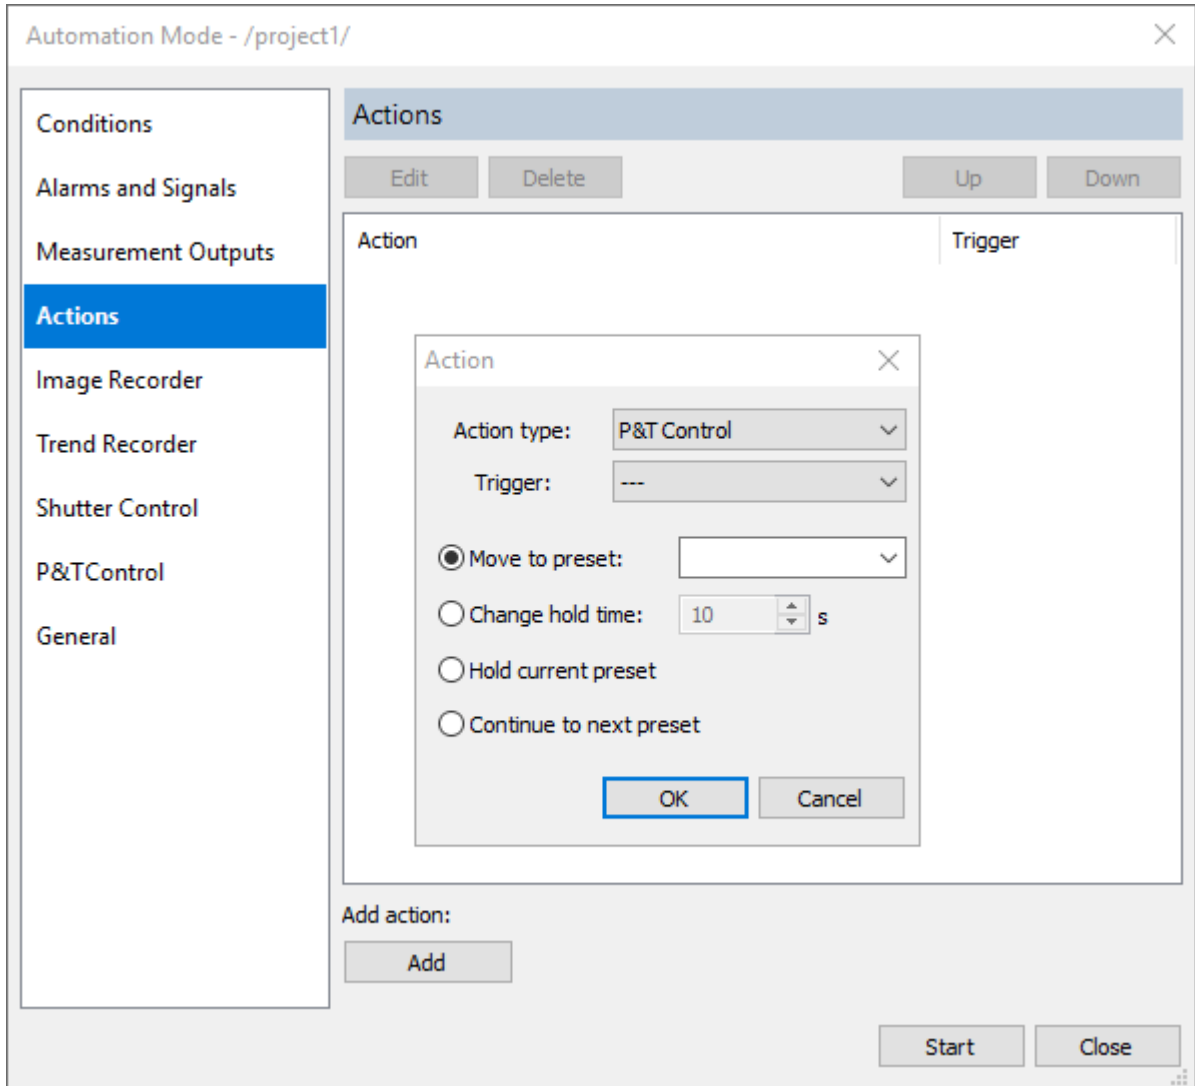 Automation Mode - /project1/
Conditions
Alarms and Signals
Measurement Outputs
Actions
Image Recorder
Trend Recorder
Shutter Control
P&TControl
General
Actions
Edit
Delete
Up
Down
Action
Trigger
Action
Action type:
P&T Control
Trigger:
---
Move to preset:
Change hold time:
10
s
Hold current preset
Continue to next preset
OK
Cancel
Add action:
Add
Start
Close